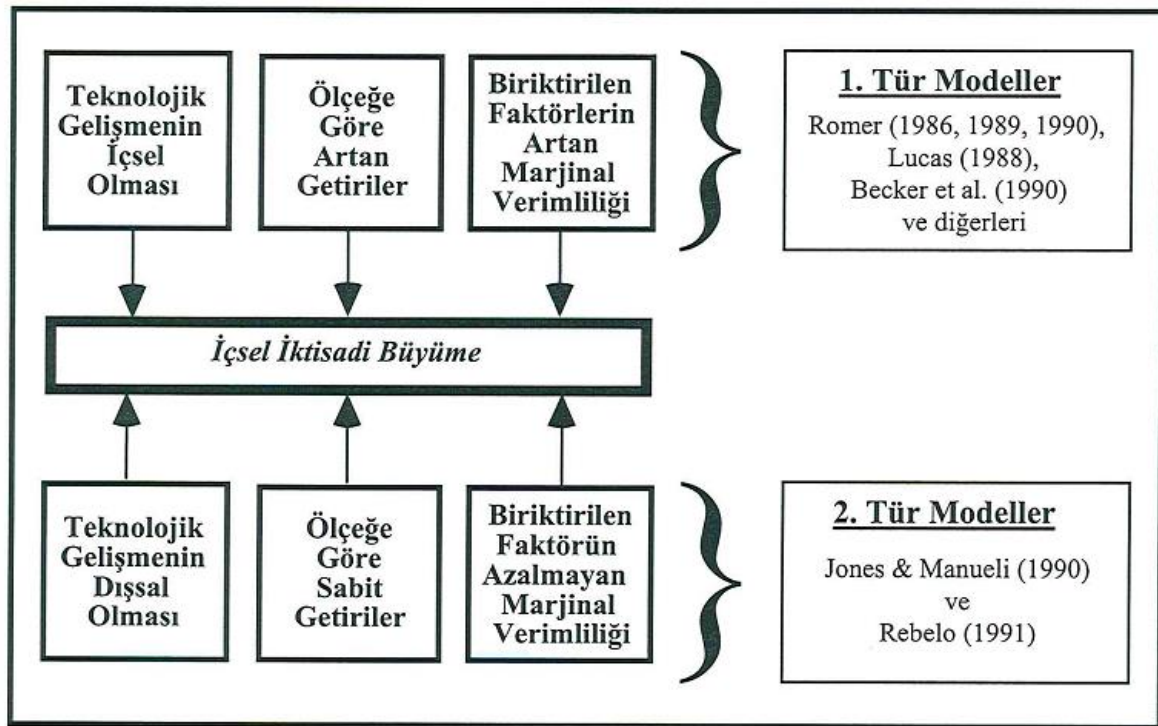 Teknolojik
Gelişmenin
İçsel
Olması
Ölçeğe
Göre
Artan
Getiriler
Biriktirilen
Faktörlerin
Artan
Marjinal
Verimliliği
1. Tür Modeller
Romer (1986, 1989, 1990),
Lucas (1988),
Becker et al. (1990)
ve diğerleri
İçsel İktisadi Büyüme
Teknolojik
Gelişmenin
Dışsal
Olması
Ölçeğe
Göre
Sabit
Getiriler
Biriktirilen
Faktörün
Azalmayan
Marjinal
Verimliliği
2. Tür Modeller
Jones & Manueli (1990)
ve
Rebelo (1991)